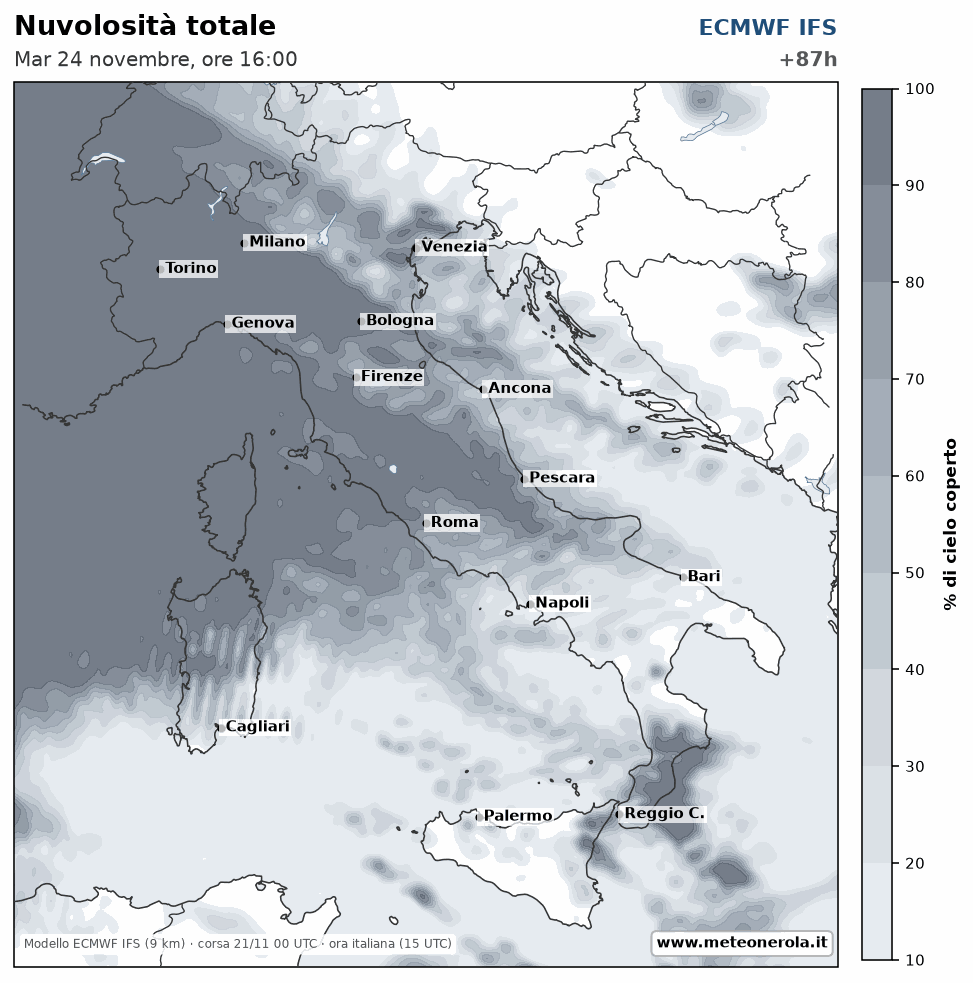 Nuvolosità totale
ECMWF IFS
Mar 24 novembre, ore 16:00
+87h
100
90
80
70
60
50
40
30
20
10
% di cielo coperto
Milano
Venezia
Torino
Genova
Bologna
Firenze
Ancona
Pescara
Roma
Bari
Napoli
Cagliari
Palermo
Reggio C.
Modello ECMWF IFS (9 km) · corsa 21/11 00 UTC · ora italiana (15 UTC)
www.meteonerola.it